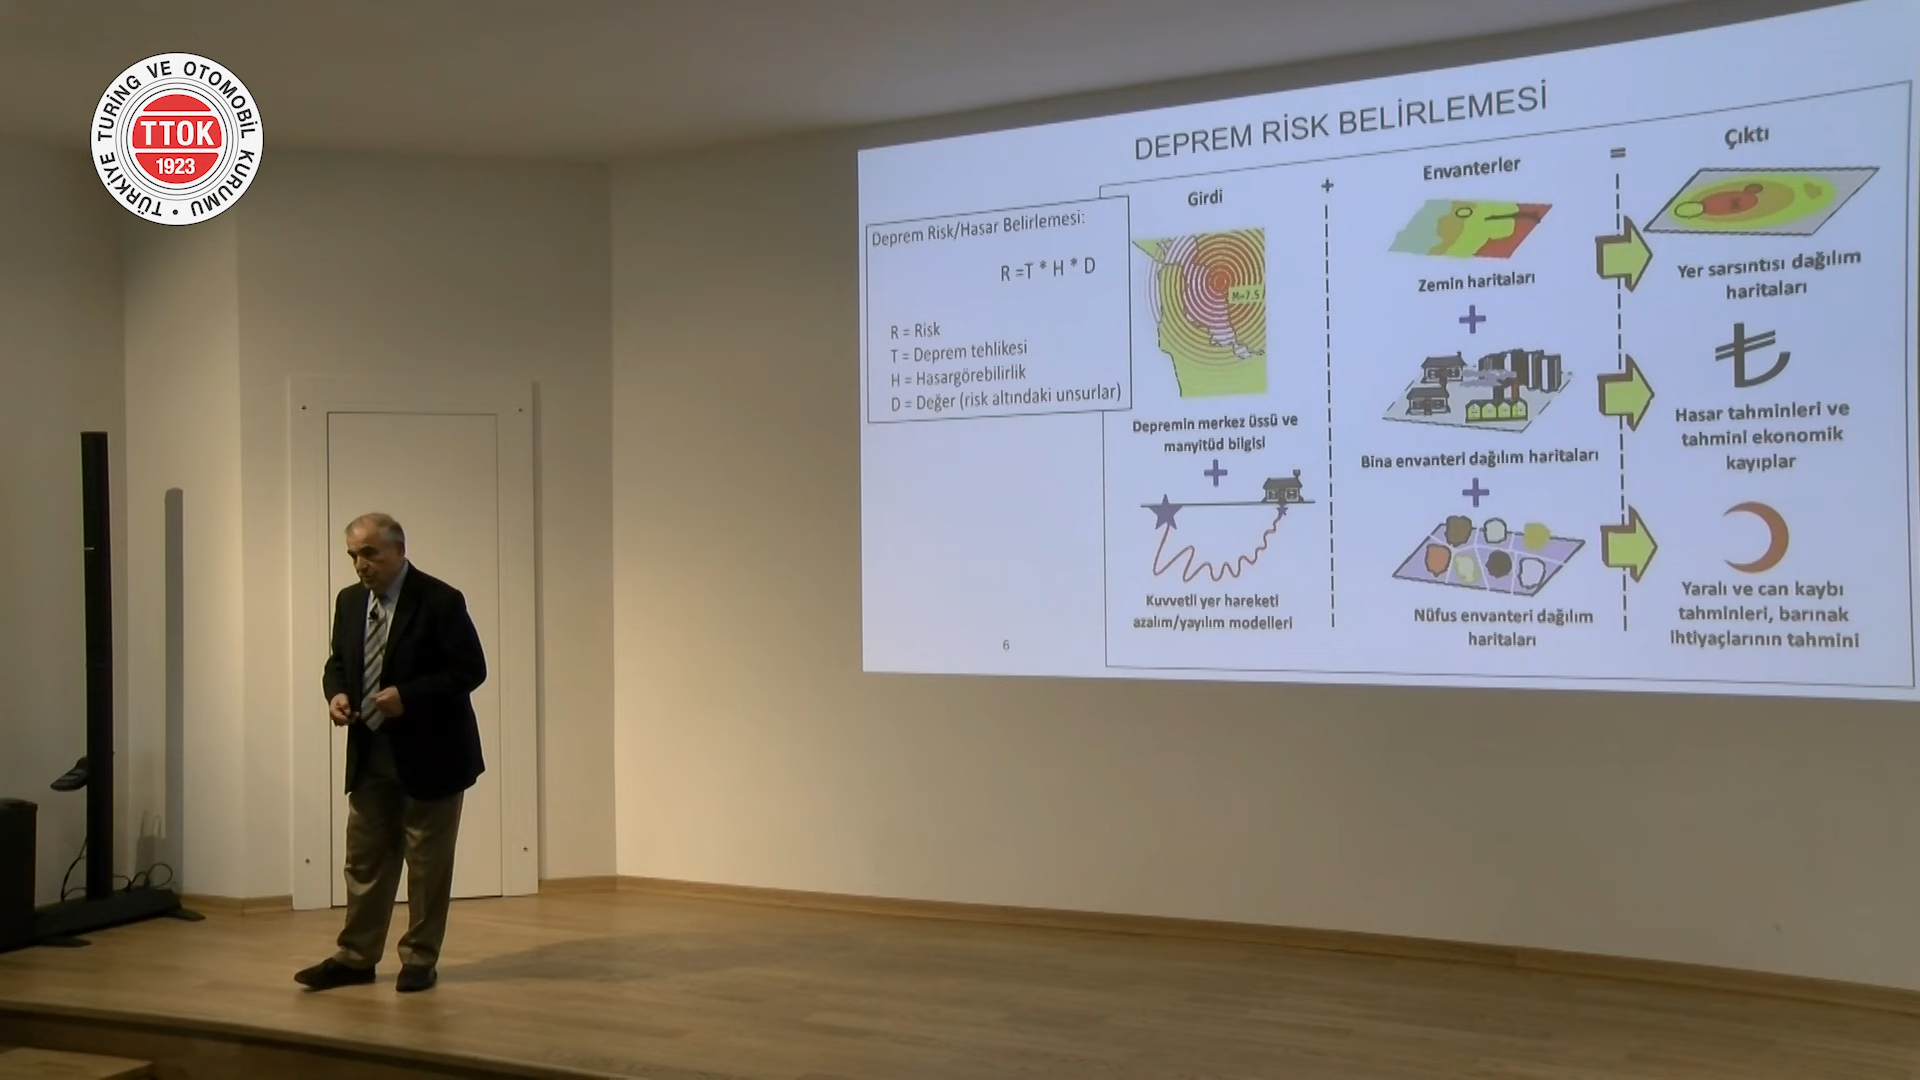 TÜRKİYE TURİNG VE OTOMOBİL KURUMU •
TTOK
1923
DEPREM RİSK BELİRLEMESİ
Deprem Risk/Hasar Belirlemesi:
R =T * H * D
R = Risk
T = Deprem tehlikesi
H = Hasargörebilirlik
D = Değer (risk altındaki unsurlar)
6
Girdi
M=7.5
Depremin merkez üssü ve
manyitüd bilgisi
+
Kuvvetli yer hareketi
azalım/yayılım modelleri
+
Envanterler
Zemin haritaları
+
Bina envanteri dağılım haritaları
+
Nüfus envanteri dağılım
haritaları
=
Çıktı
Yer sarsıntısı dağılım
haritaları
₺
Hasar tahminleri ve
tahmini ekonomik
kayıplar
Yaralı ve can kaybı
tahminleri, barınak
ihtiyaçlarının tahmini